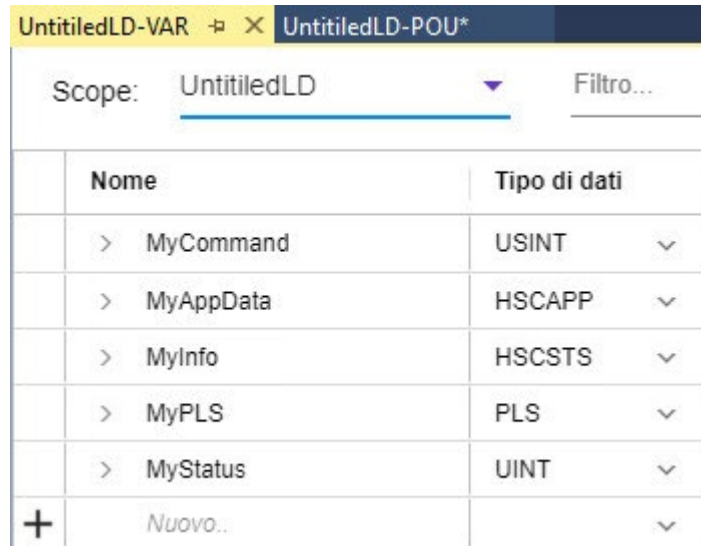 UntitiledLD-VAR UntitiledLD-POU*
Scope: UntitiledLD Filtro...
Nome Tipo di dati
MyCommand USINT
MyAppData HSCAPP
MyInfo HSCSTS
MyPLS PLS
MyStatus UINT
Nuovo..